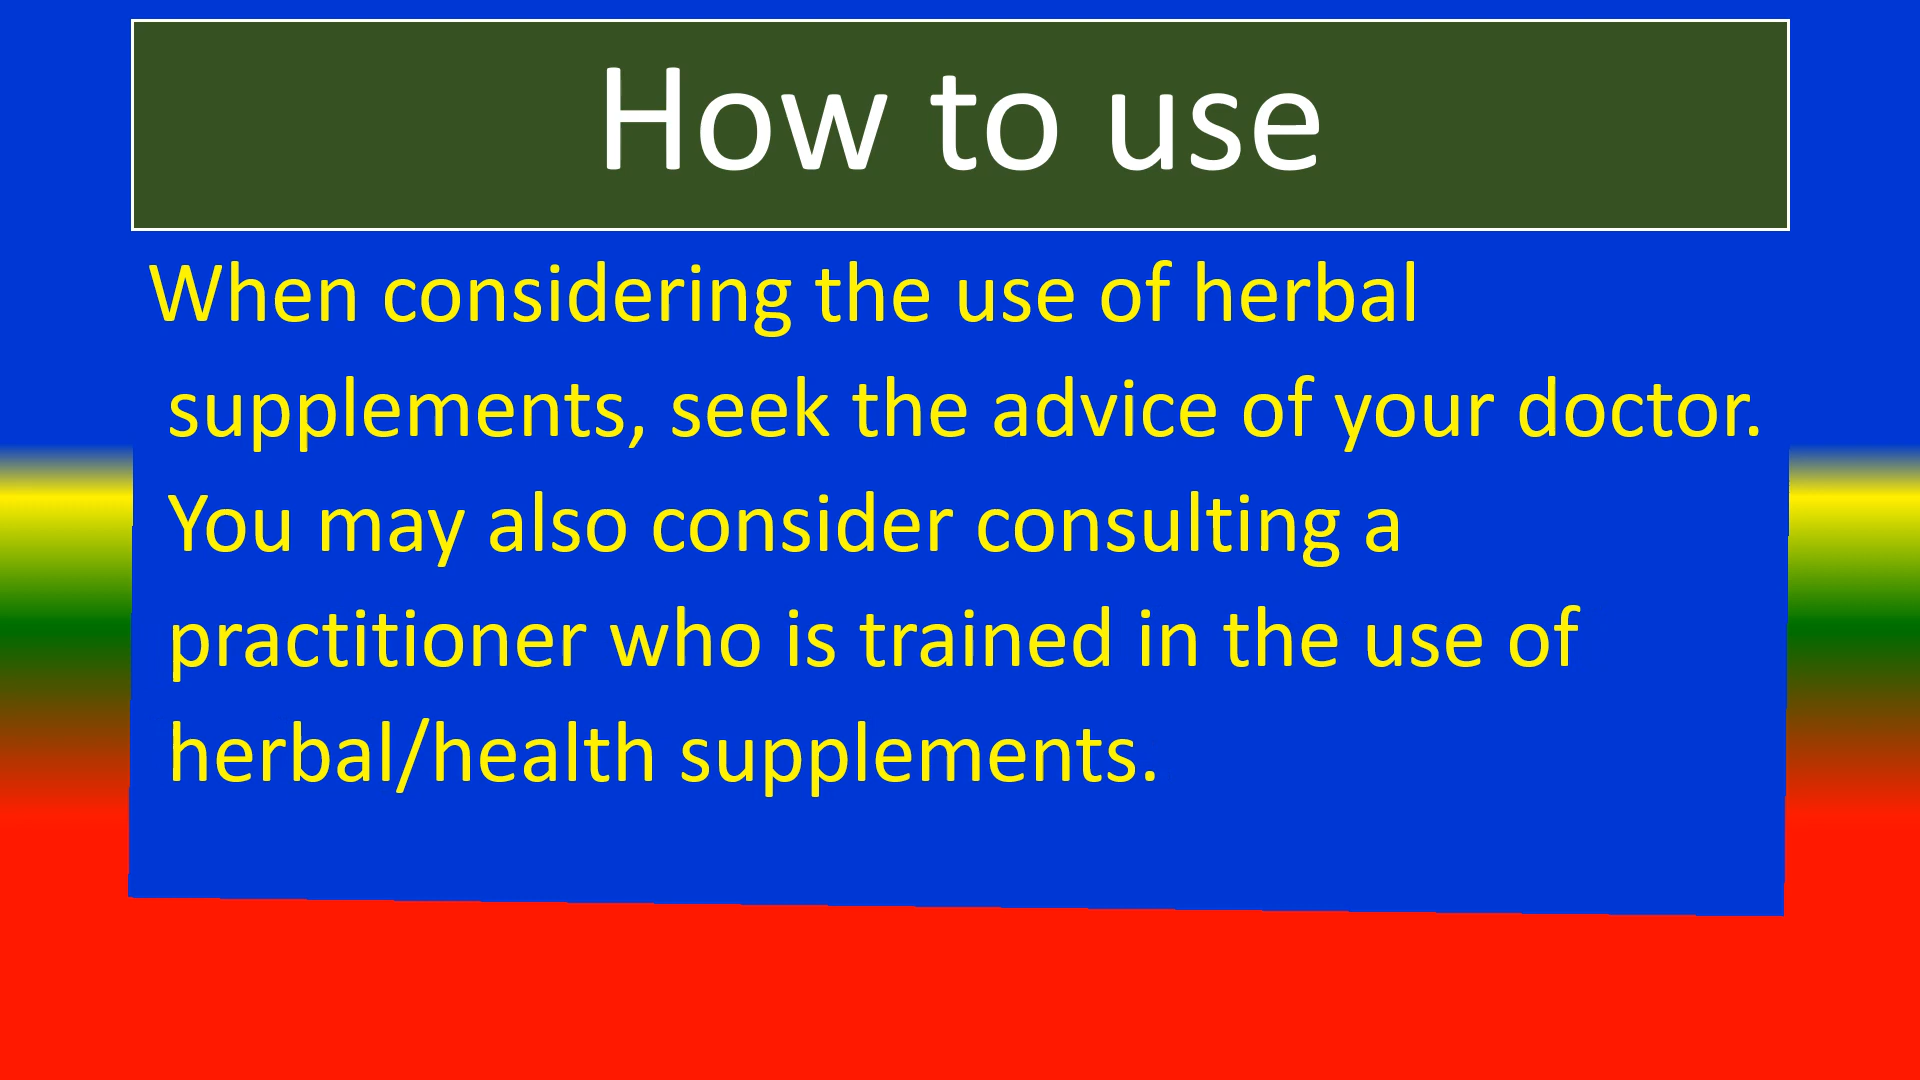 How to use
When considering the use of herbal
supplements, seek the advice of your doctor.
You may also consider consulting a
practitioner who is trained in the use of
herbal/health supplements.